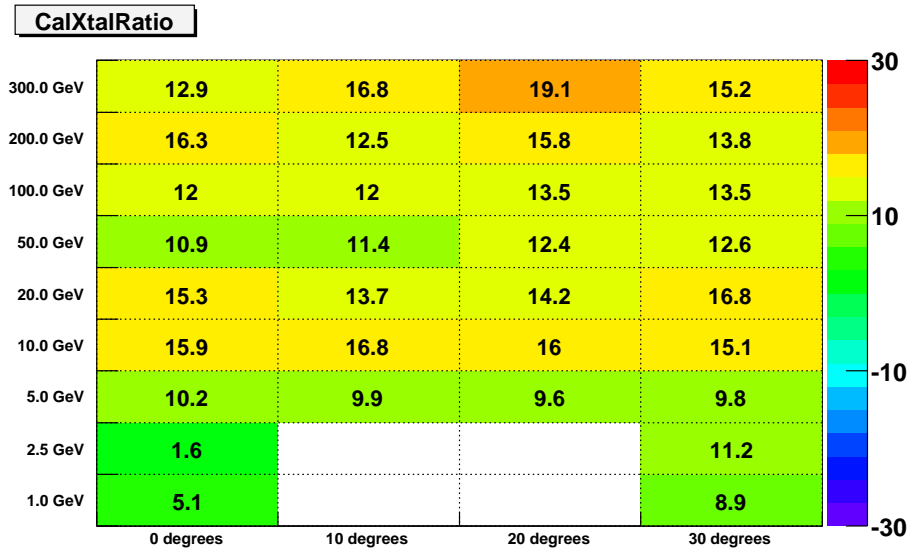 CalXtalRatio
300.0 GeV 12.9 16.8 19.1 15.2 30
200.0 GeV 16.3 12.5 15.8 13.8
100.0 GeV 12 12 13.5 13.5
50.0 GeV 10.9 11.4 12.4 12.6 10
20.0 GeV 15.3 13.7 14.2 16.8
10.0 GeV 15.9 16.8 16 15.1
5.0 GeV 10.2 9.9 9.6 9.8 -10
2.5 GeV 1.6 11.2
1.0 GeV 5.1 8.9
-30
0 degrees 10 degrees 20 degrees 30 degrees